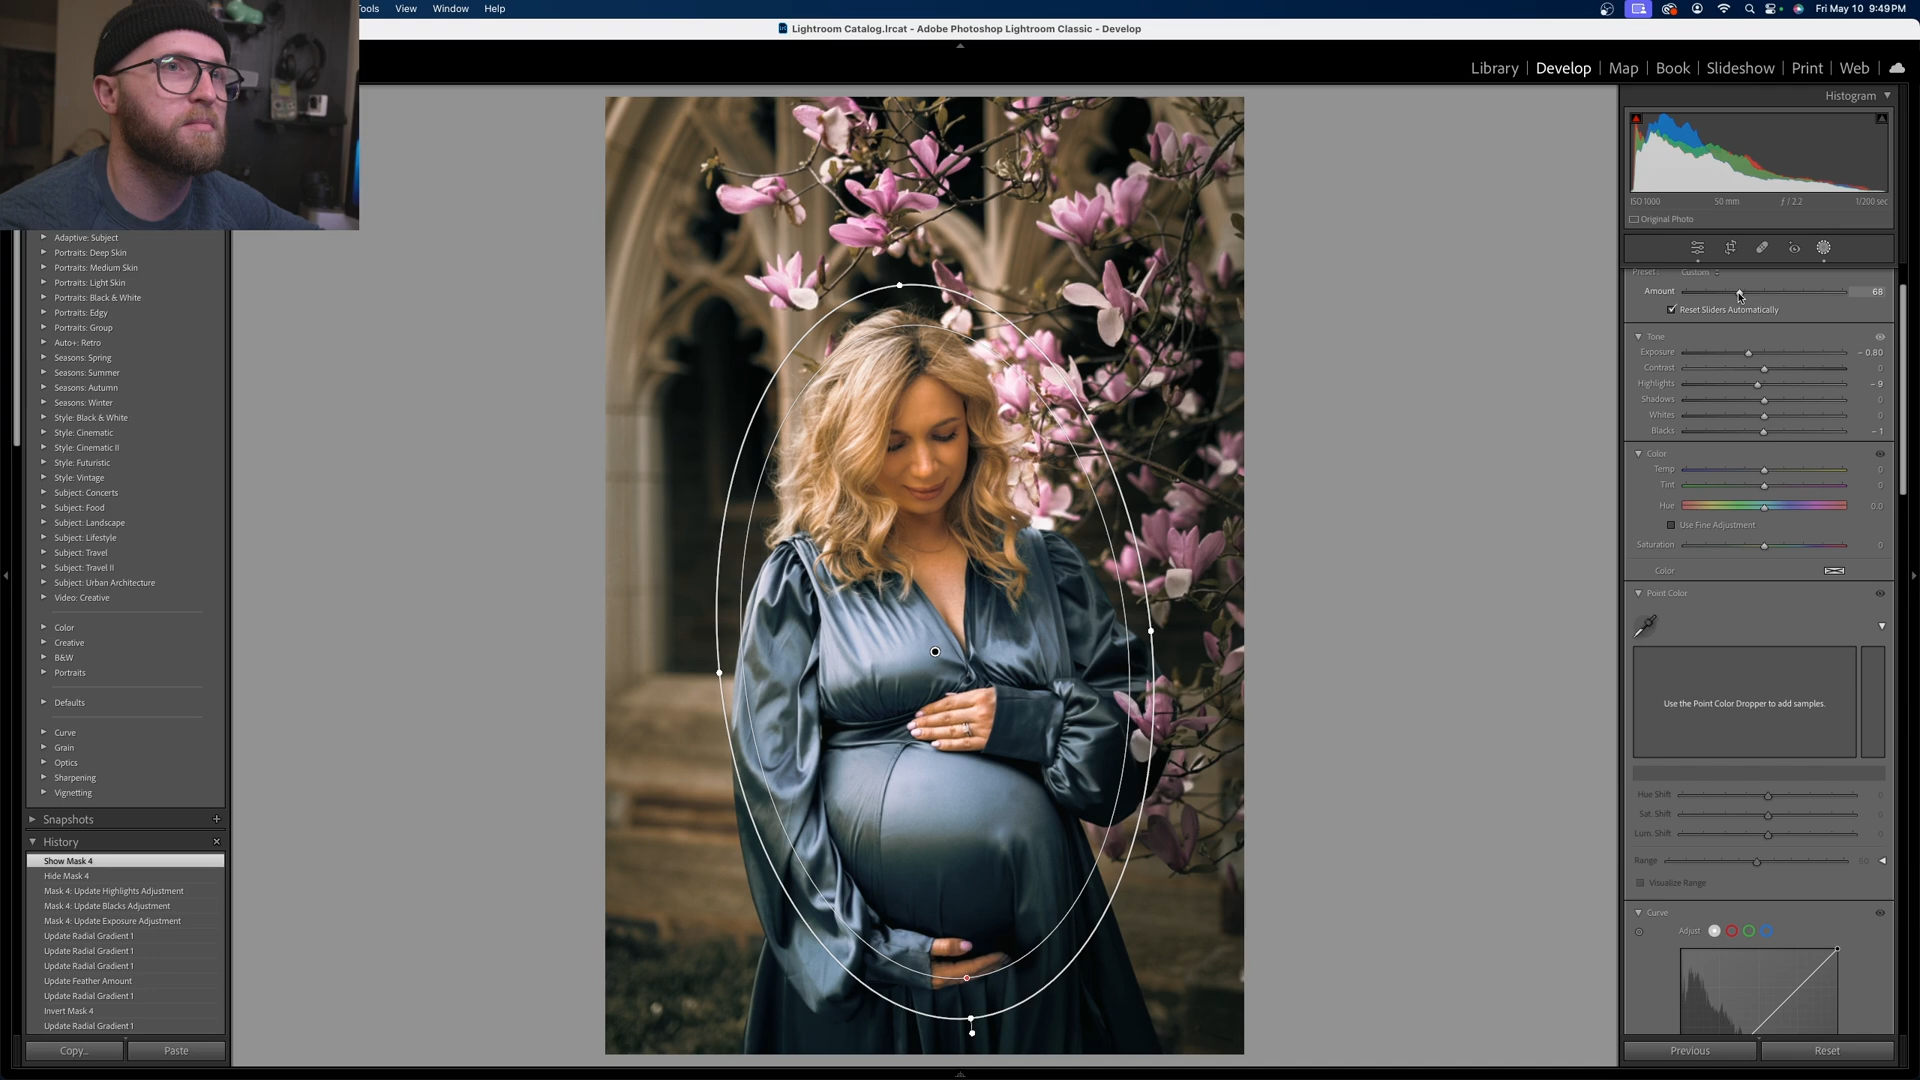 ools View Window Help
Fri May 10 9:49 PM
Lightroom Catalog.lrcat - Adobe Photoshop Lightroom Classic - Develop
Library | Develop | Map | Book | Slideshow | Print | Web
Adaptive: Subject
Portraits: Deep Skin
Portraits: Medium Skin
Portraits: Light Skin
Portraits: Black & White
Portraits: Edgy
Portraits: Group
Auto+: Retro
Seasons: Spring
Seasons: Summer
Seasons: Autumn
Seasons: Winter
Style: Black & White
Style: Cinematic
Style: Cinematic II
Style: Futuristic
Style: Vintage
Subject: Concerts
Subject: Food
Subject: Landscape
Subject: Lifestyle
Subject: Travel
Subject: Travel II
Subject: Urban Architecture
Video: Creative
Color
Creative
B&W
Portraits
Defaults
Curve
Grain
Optics
Sharpening
Vignetting
Snapshots
History
Show Mask 4
Hide Mask 4
Mask 4: Update Highlights Adjustment
Mask 4: Update Blacks Adjustment
Mask 4: Update Exposure Adjustment
Update Radial Gradient 1
Update Radial Gradient 1
Update Radial Gradient 1
Update Feather Amount
Update Radial Gradient 1
Invert Mask 4
Update Radial Gradient 1
Copy... Paste
Histogram
ISO 1000 50 mm ƒ / 2.2 1/200 sec
Original Photo
Preset: Custom
Amount 68
Reset Sliders Automatically
Tone
Exposure – 0.80
Contrast 0
Highlights – 9
Shadows 0
Whites 0
Blacks – 1
Color
Temp 0
Tint 0
Hue 0.0
Use Fine Adjustment
Saturation 0
Color
Point Color
Use the Point Color Dropper to add samples.
Hue Shift 0
Sat. Shift 0
Lum. Shift 0
Range 50
Visualize Range
Curve
Adjust
Previous Reset